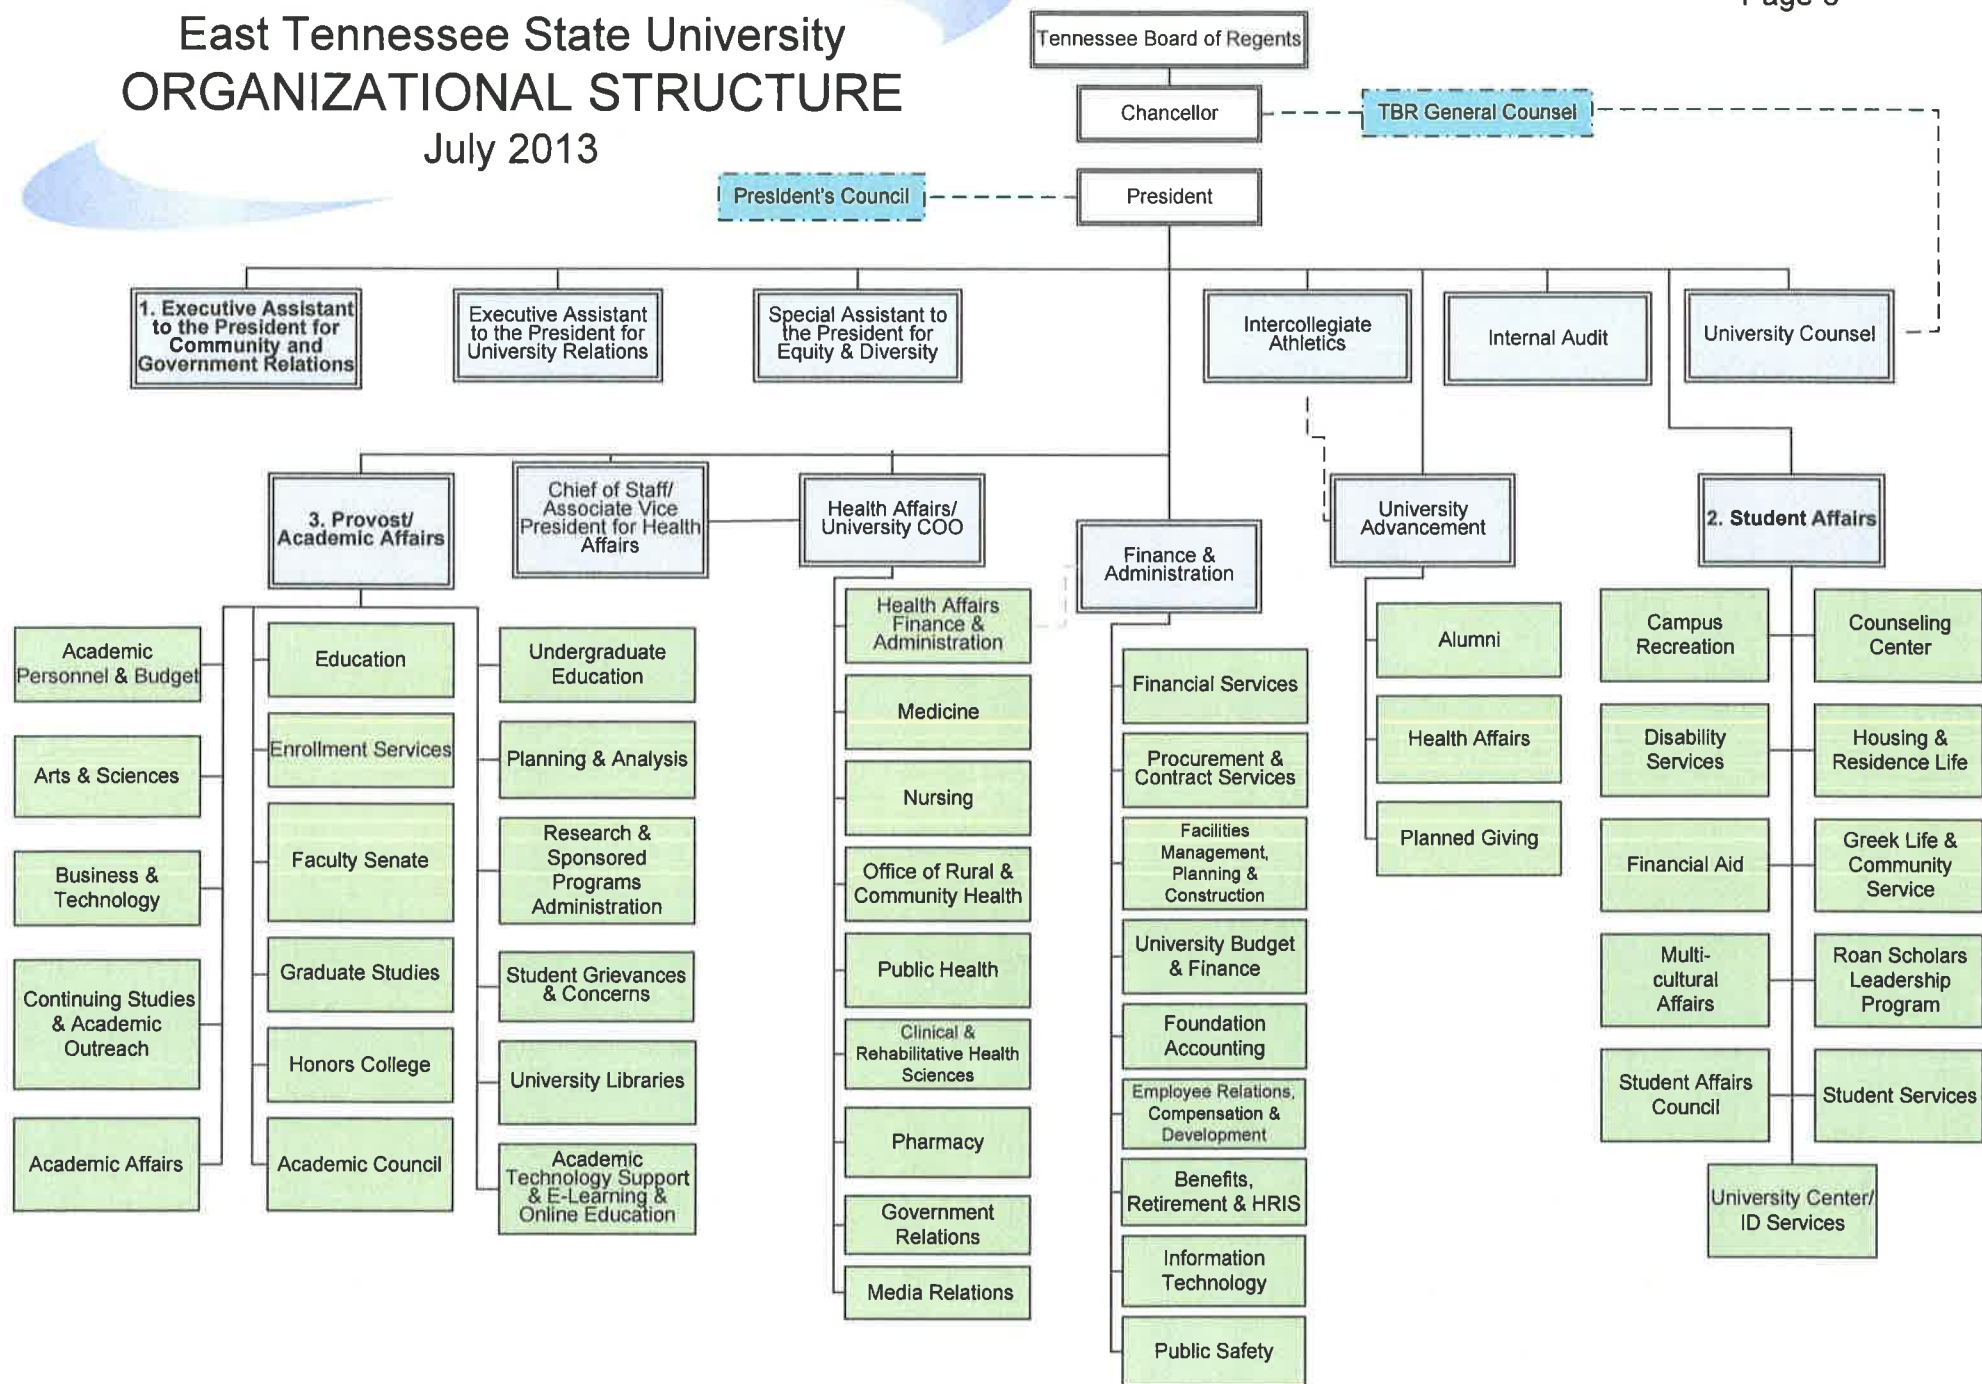 East Tennessee State University
ORGANIZATIONAL STRUCTURE
July 2013
Tennessee Board of Regents
Chancellor
TBR General Counsel
President's Council
President
1. Executive Assistant
to the President for
Community and
Government Relations
Executive Assistant
to the President for
University Relations
Special Assistant to
the President for
Equity & Diversity
Intercollegiate
Athletics
Internal Audit
University Counsel
3. Provost/
Academic Affairs
Chief of Staff/
Associate Vice
President for Health
Affairs
Health Affairs/
University COO
Finance &
Administration
University
Advancement
2. Student Affairs
Academic
Personnel & Budget
Arts & Sciences
Business &
Technology
Continuing Studies
& Academic
Outreach
Academic Affairs
Education
Enrollment Services
Faculty Senate
Graduate Studies
Honors College
Academic Council
Undergraduate
Education
Planning & Analysis
Research &
Sponsored
Programs
Administration
Student Grievances
& Concerns
University Libraries
Academic
Technology Support
& E-Learning &
Online Education
Health Affairs
Finance &
Administration
Medicine
Nursing
Office of Rural &
Community Health
Public Health
Clinical &
Rehabilitative Health
Sciences
Pharmacy
Government
Relations
Media Relations
Financial Services
Procurement &
Contract Services
Facilities
Management,
Planning &
Construction
University Budget
& Finance
Foundation
Accounting
Employee Relations,
Compensation &
Development
Benefits,
Retirement & HRIS
Information
Technology
Public Safety
Alumni
Health Affairs
Planned Giving
Campus
Recreation
Counseling
Center
Disability
Services
Housing &
Residence Life
Financial Aid
Greek Life &
Community
Service
Multi-
cultural
Affairs
Roan Scholars
Leadership
Program
Student Affairs
Council
Student Services
University Center/
ID Services